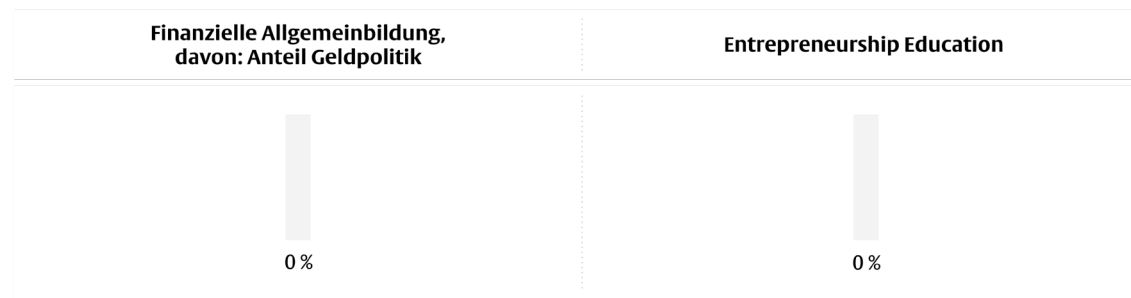 Finanzielle Allgemeinbildung,
davon: Anteil Geldpolitik
Entrepreneurship Education
0 %
0 %